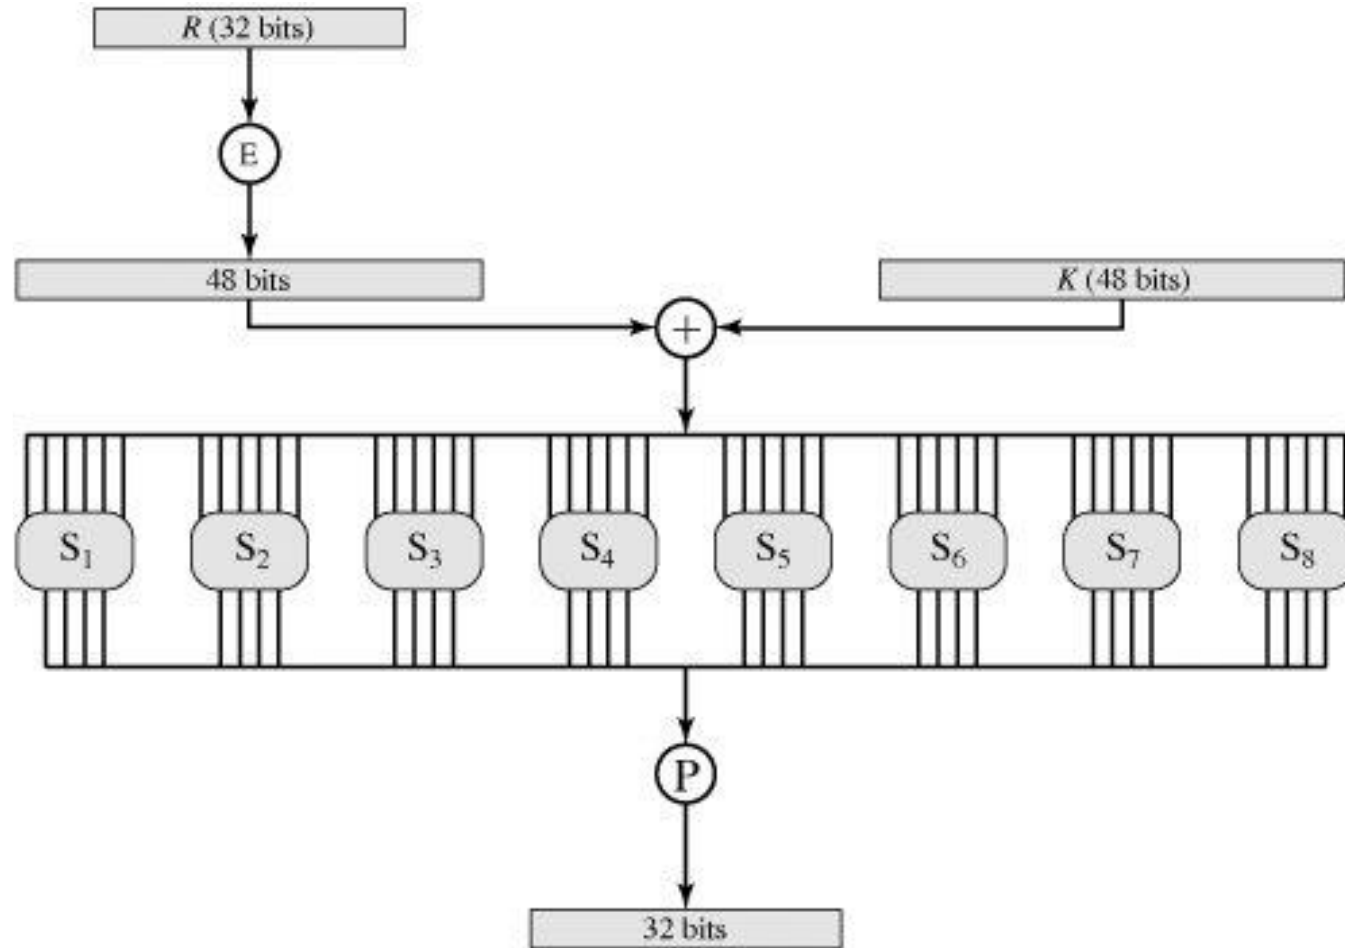 R (32 bits)
E
48 bits
K (48 bits)
+
S₁ S₂ S₃ S₄ S₅ S₆ S₇ S₈
P
32 bits